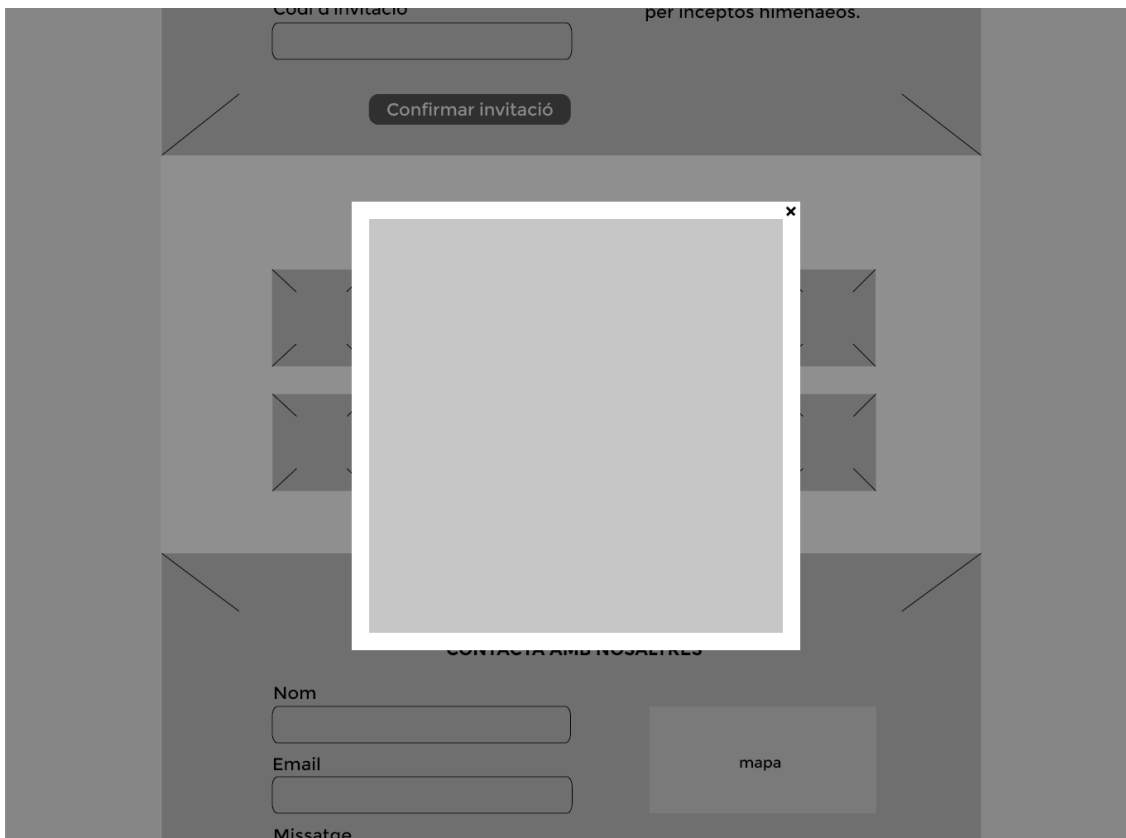 Codi d'invitació
per inceptos himenaeos.
Confirmar invitació
×
CONTACTA AMB NOSALTRES
Nom
Email
mapa
Missatge